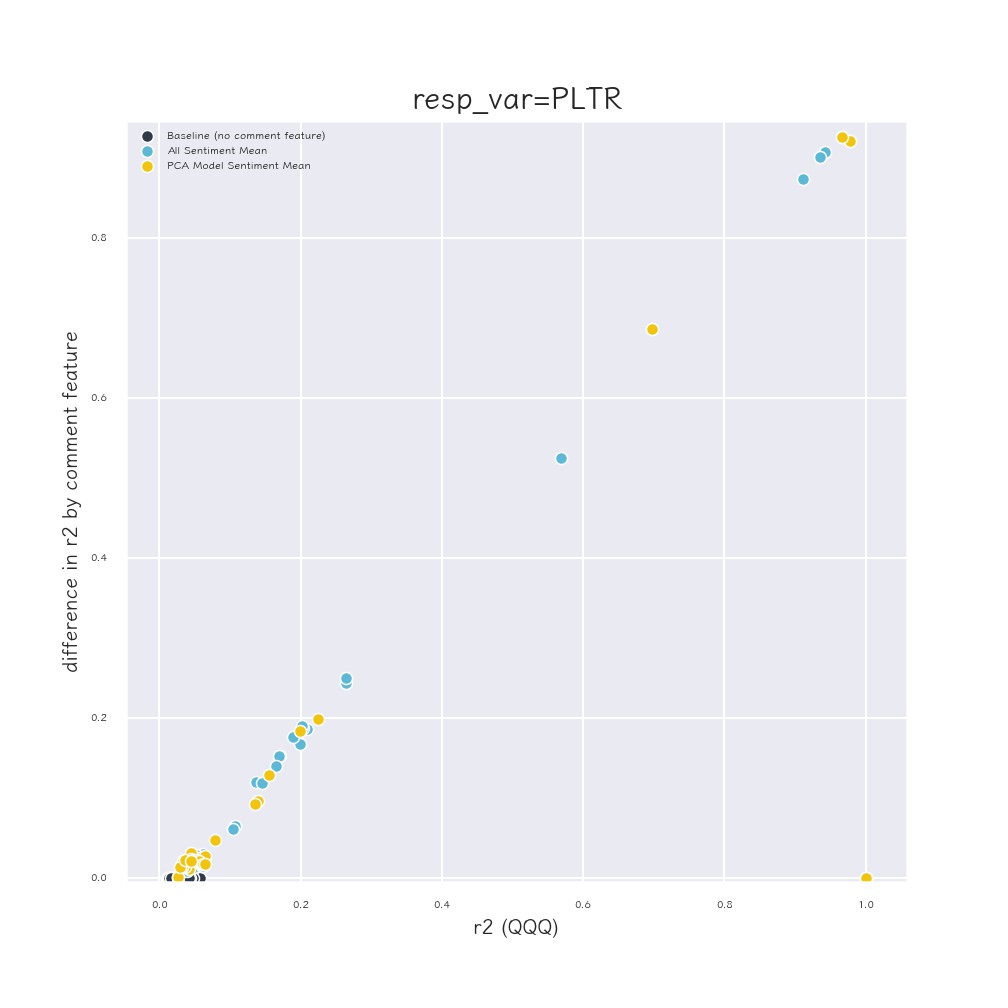 resp_var=PLTR
Baseline (no comment feature)
All Sentiment Mean
PCA Model Sentiment Mean
difference in r2 by comment feature
0.8
0.6
0.4
0.2
0.0
0.0 0.2 0.4 0.6 0.8 1.0
r2 (QQQ)